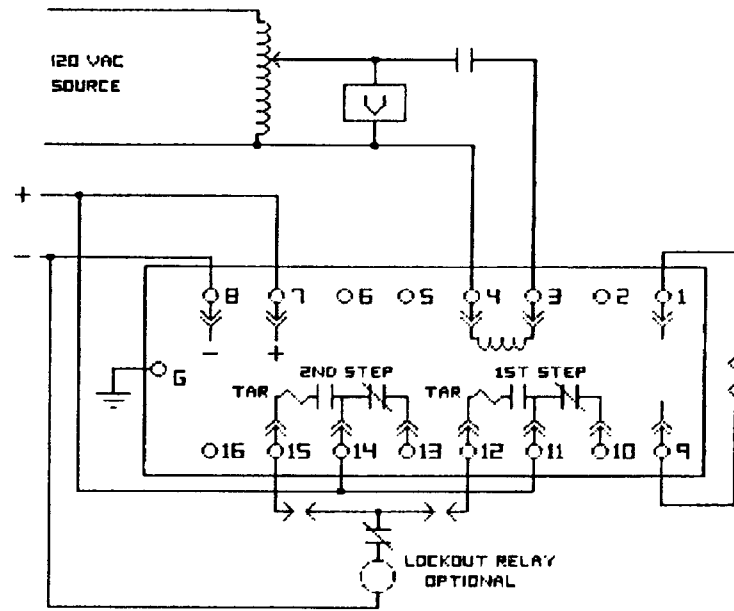 120 VAC
SOURCE
V
+
-
8
7
6
5
4
3
2
1
-
+
G
2ND STEP
1ST STEP
TAR
TAR
16
15
14
13
12
11
10
9
LOCKOUT RELAY
OPTIONAL